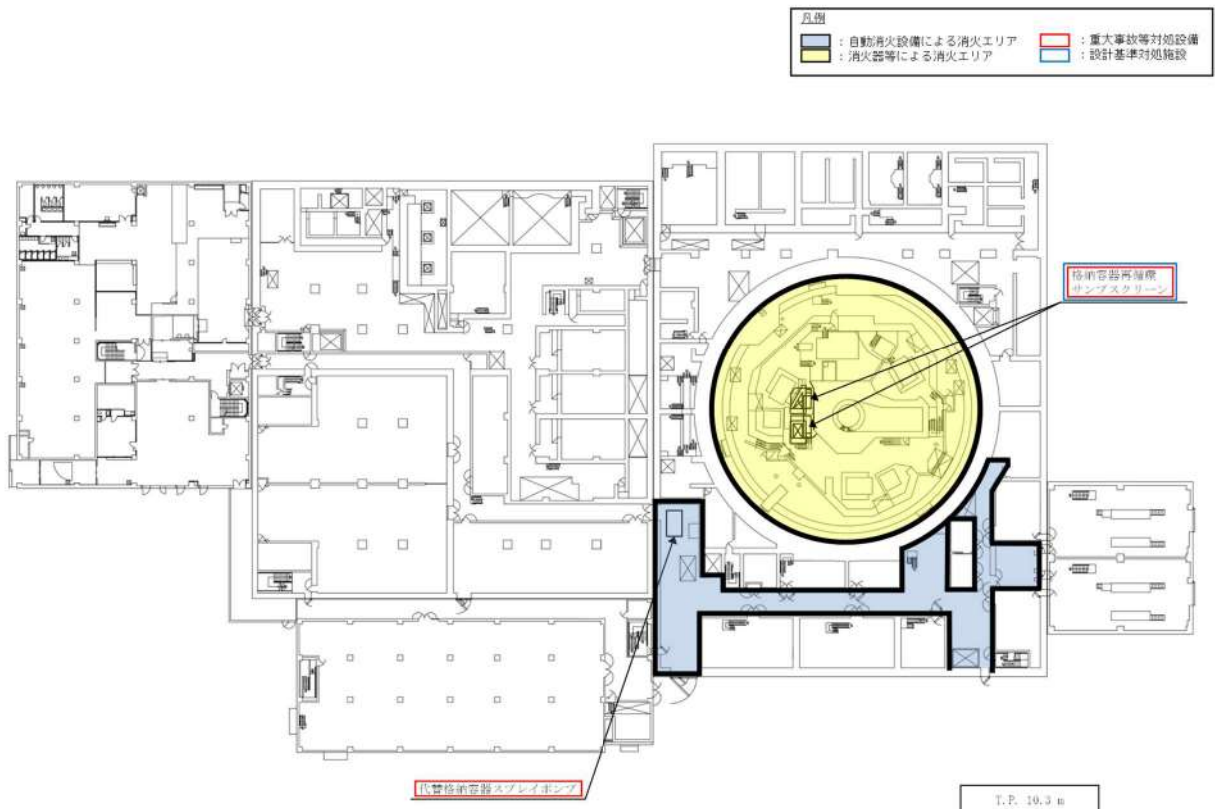 凡例
：自動消火設備による消火エリア
：重大事故等対処設備
：消火器等による消火エリア
：設計基準対処施設
格納容器再循環
サンプスクリーン
代替格納容器スプレイポンプ
T.P. 10.3 m